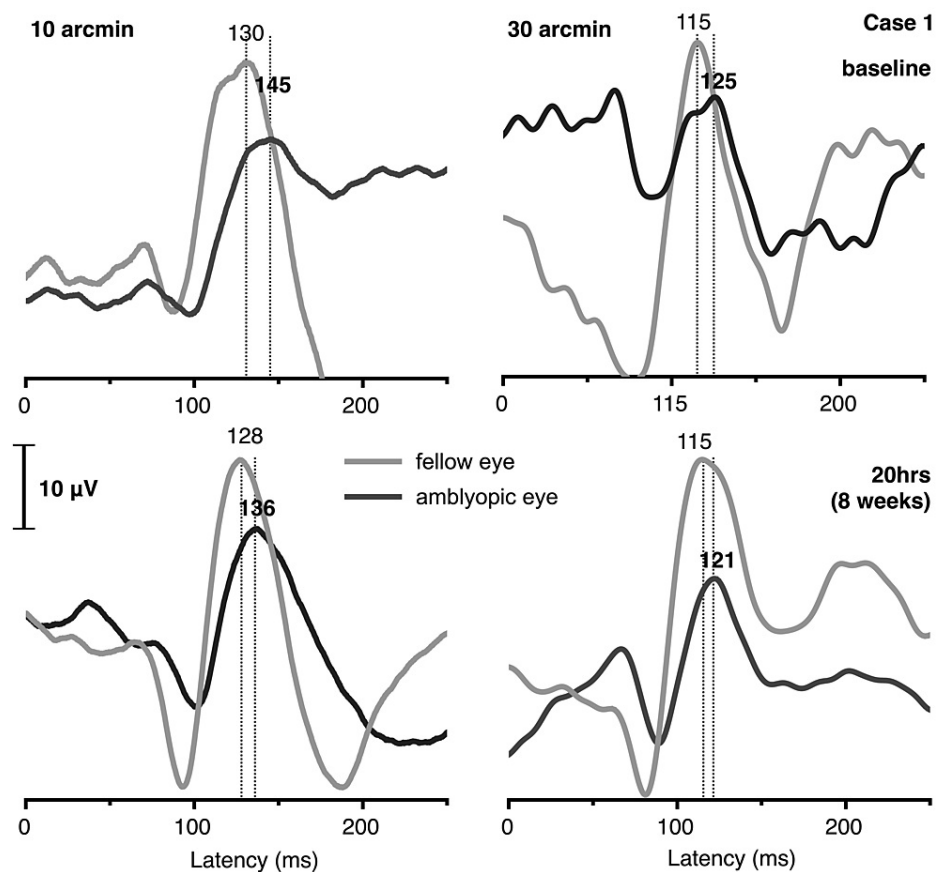 10 arcmin
130
145
30 arcmin
115
125
Case 1
baseline
0
100
200
0
115
200
10 µV
128
136
fellow eye
amblyopic eye
115
121
20hrs
(8 weeks)
0
100
200
Latency (ms)
0
100
200
Latency (ms)